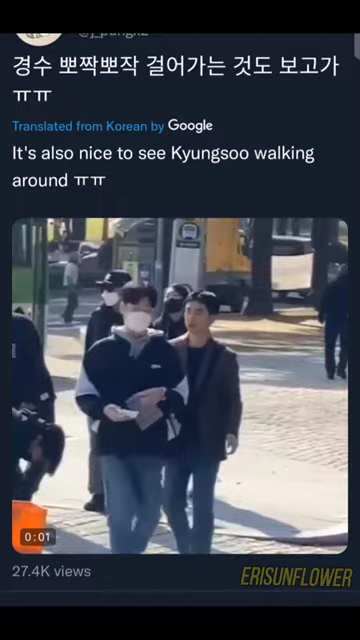 경수 뽀짝뽀작 걸어가는 것도 보고가
ㅠㅠ
Translated from Korean by Google
It's also nice to see Kyungsoo walking
around ㅠㅠ
0:01
27.4K views
ERISUNFLOWER